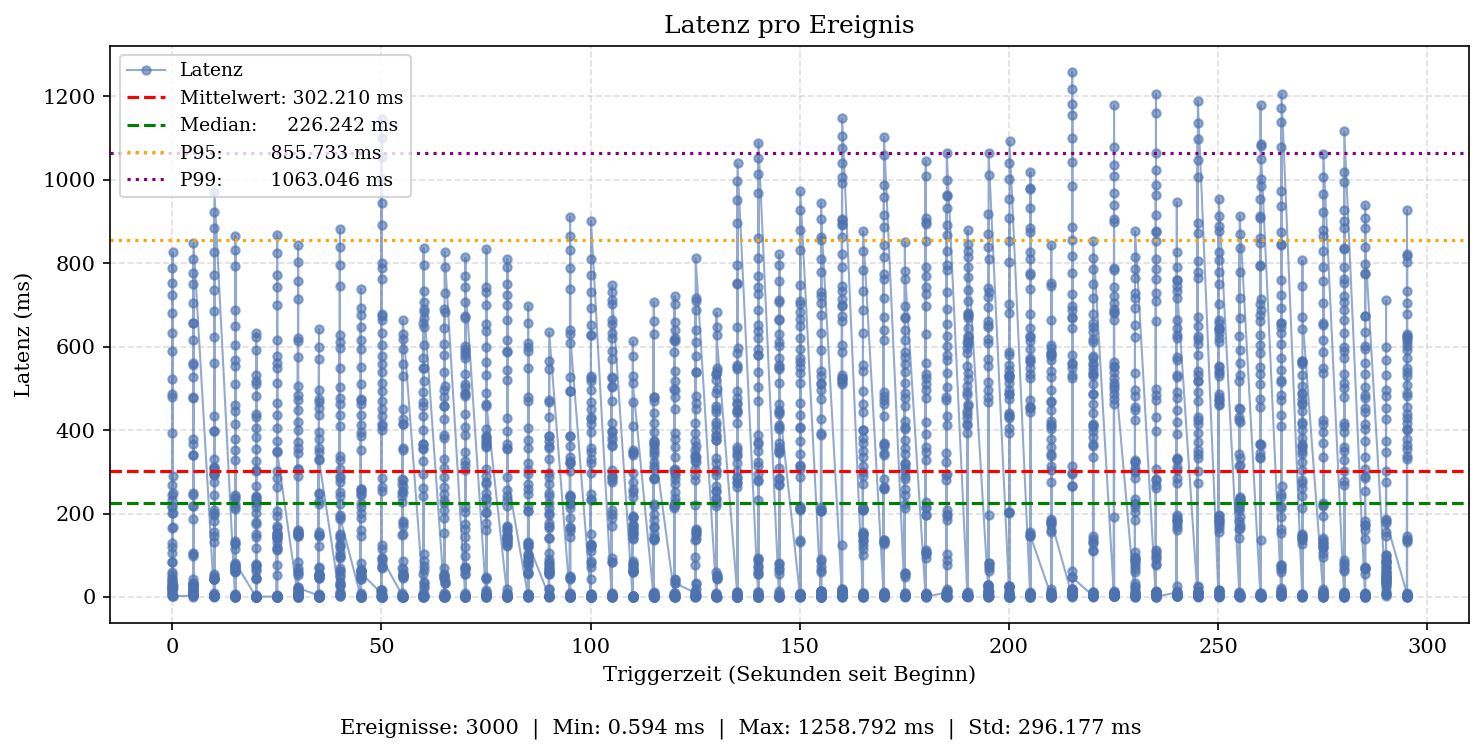 Latenz pro Ereignis
Latenz
Mittelwert: 302.210 ms
Median: 226.242 ms
P95: 855.733 ms
P99: 1063.046 ms
Latenz (ms)
1200
1000
800
600
400
200
0
0 50 100 150 200 250 300
Triggerzeit (Sekunden seit Beginn)
Ereignisse: 3000 | Min: 0.594 ms | Max: 1258.792 ms | Std: 296.177 ms